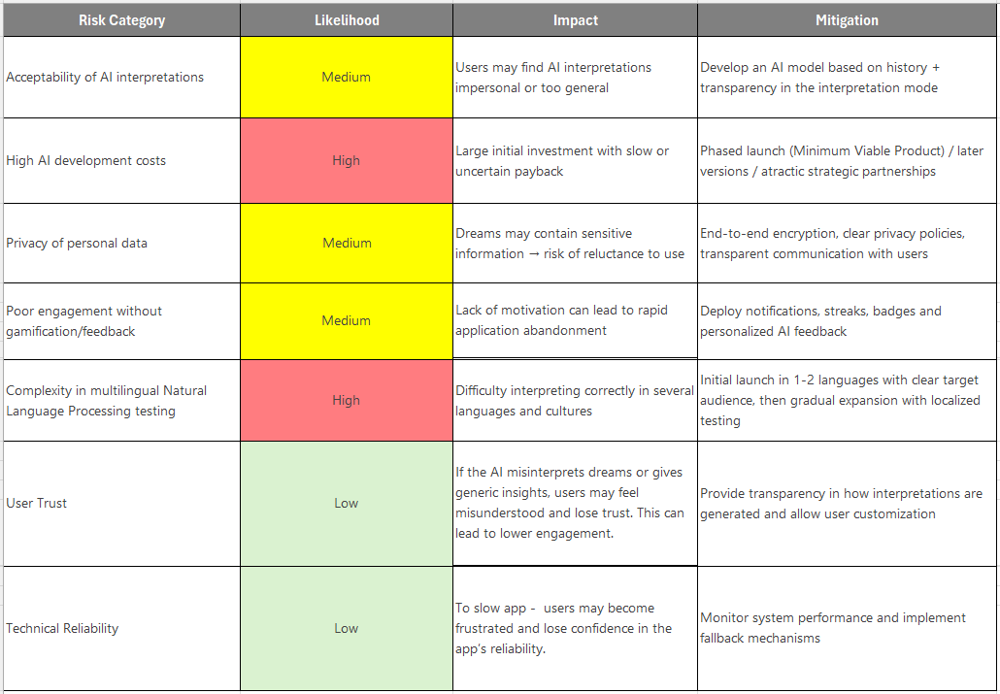 Risk Category Likelihood Impact Mitigation
Acceptability of AI interpretations
Medium
Users may find AI interpretations
impersonal or too general
Develop an AI model based on history +
transparency in the interpretation mode
High AI development costs
High
Large initial investment with slow or
uncertain payback
Phased launch (Minimum Viable Product) / later
versions / atractic strategic partnerships
Privacy of personal data
Medium
Dreams may contain sensitive
information → risk of reluctance to use
End-to-end encryption, clear privacy policies,
transparent communication with users
Poor engagement without
gamification/feedback
Medium
Lack of motivation can lead to rapid
application abandonment
Deploy notifications, streaks, badges and
personalized AI feedback
Complexity in multilingual Natural
Language Processing testing
High
Difficulty interpreting correctly in several
languages and cultures
Initial launch in 1-2 languages with clear target
audience, then gradual expansion with localized
testing
User Trust
Low
If the AI misinterprets dreams or gives
generic insights, users may feel
misunderstood and lose trust. This can
lead to lower engagement.
Provide transparency in how interpretations are
generated and allow user customization
Technical Reliability
Low
To slow app -  users may become
frustrated and lose confidence in the
app's reliability.
Monitor system performance and implement
fallback mechanisms